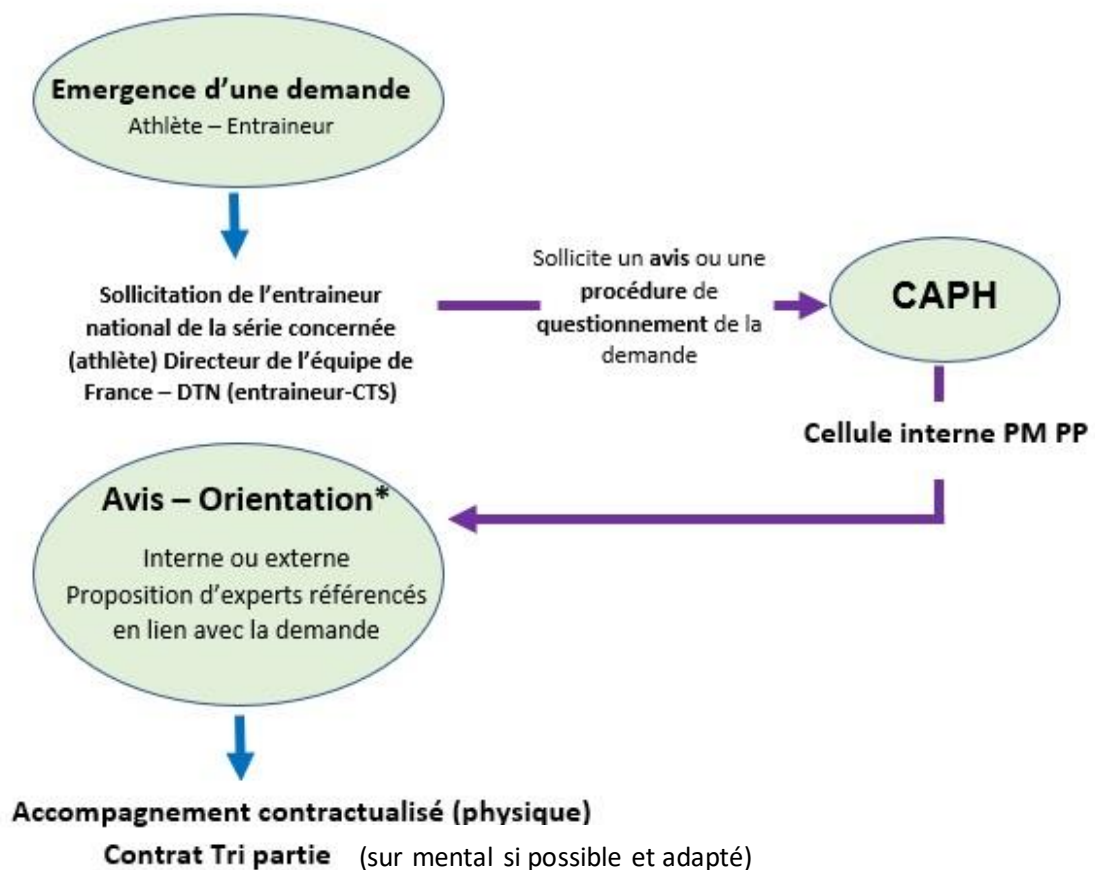 Emergence d’une demande
Athlète – Entraineur
Sollicitation de l’entraineur
national de la série concernée
(athlète) Directeur de l’équipe de
France – DTN (entraineur-CTS)
Sollicite un avis ou une
procédure de
questionnement de la
demande
CAPH
Cellule interne PM PP
Avis – Orientation*
Interne ou externe
Proposition d’experts référencés
en lien avec la demande
Accompagnement contractualisé (physique)
Contrat Tri partie (sur mental si possible et adapté)